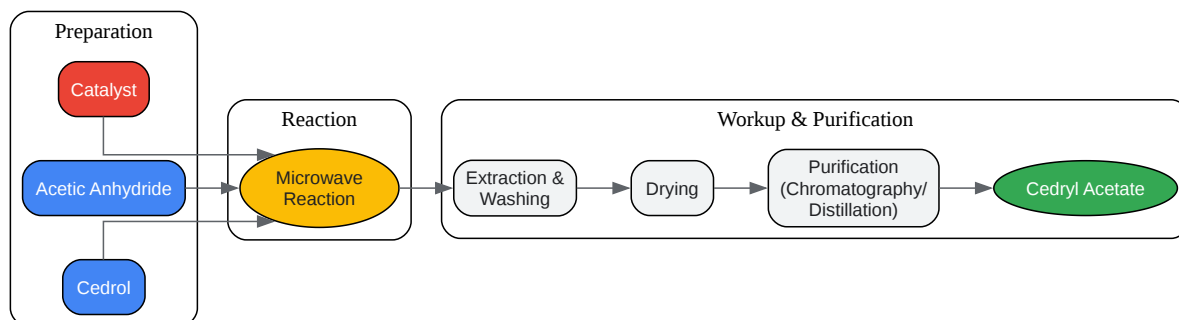 Preparation
Catalyst
Acetic Anhydride
Cedrol
Reaction
Microwave
Reaction
Workup & Purification
Extraction &
Washing
Drying
Purification
(Chromatography/
Distillation)
Cedryl Acetate